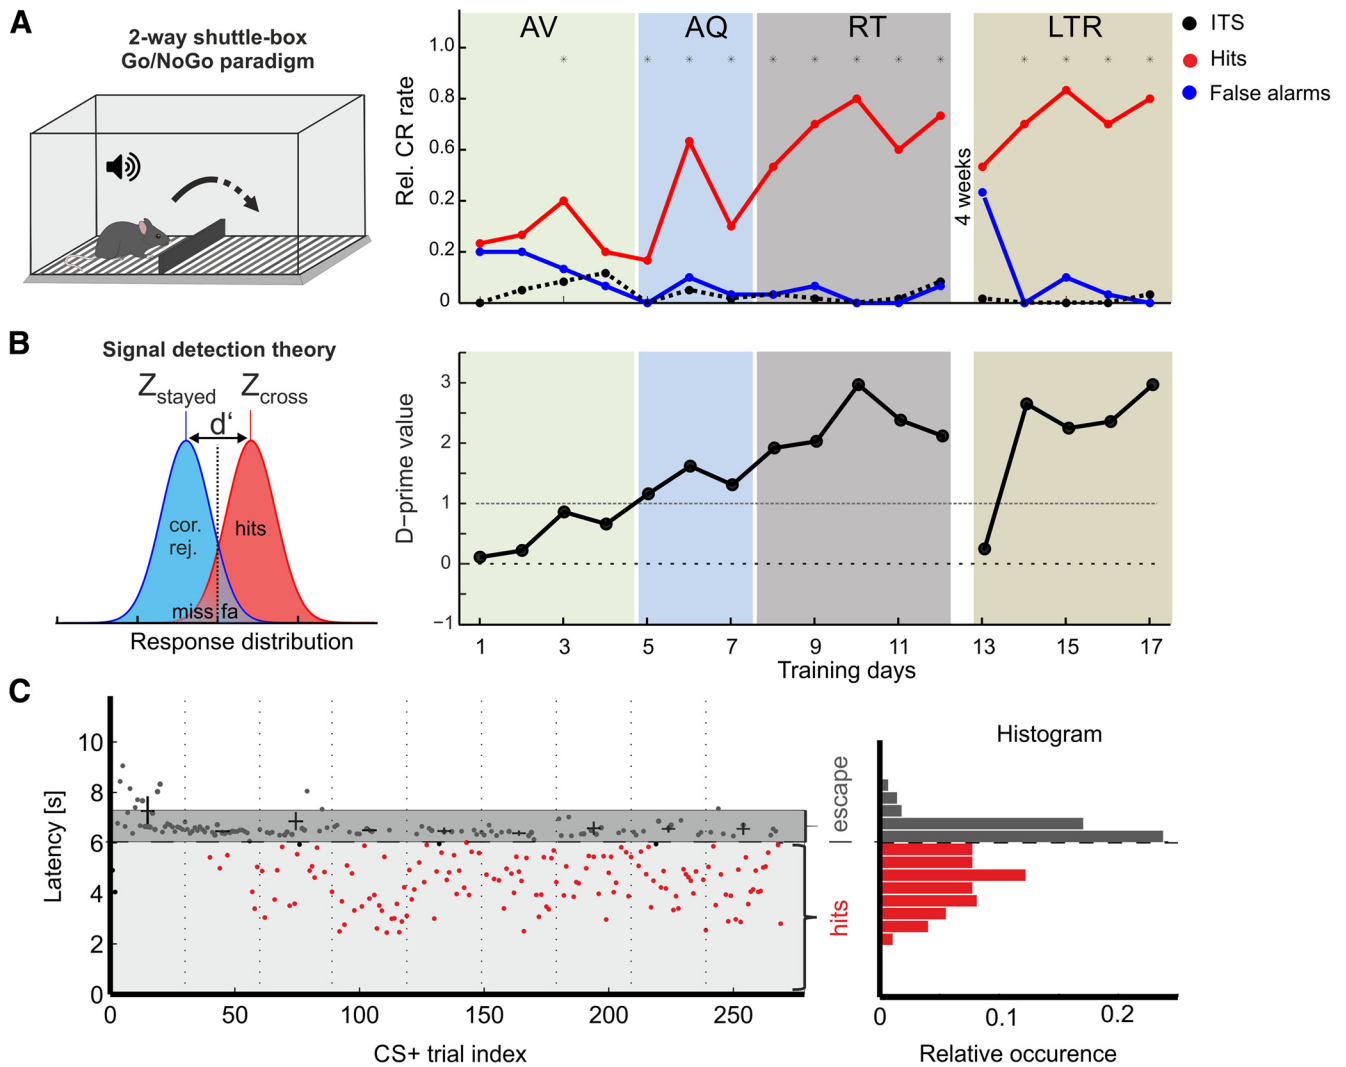 A
2-way shuttle-box
Go/NoGo paradigm
AV
AQ
RT
LTR
ITS
Hits
False alarms
Rel. CR rate
1.0
0.8
0.6
0.2
0.2
0
* * * * * * * * * * * * *
4 weeks
B
Signal detection theory
Zstayed
Zcross
d‘
cor.
rej.
hits
miss
fa
Response distribution
D-prime value
3
2
1
0
−1
1 3 5 7 9 11 13 15 17
Training days
C
Latency [s]
10
8
6
4
2
0
0 50 100 150 200 250
CS+ trial index
escape
hits
Histogram
0 0.1 0.2
Relative occurence